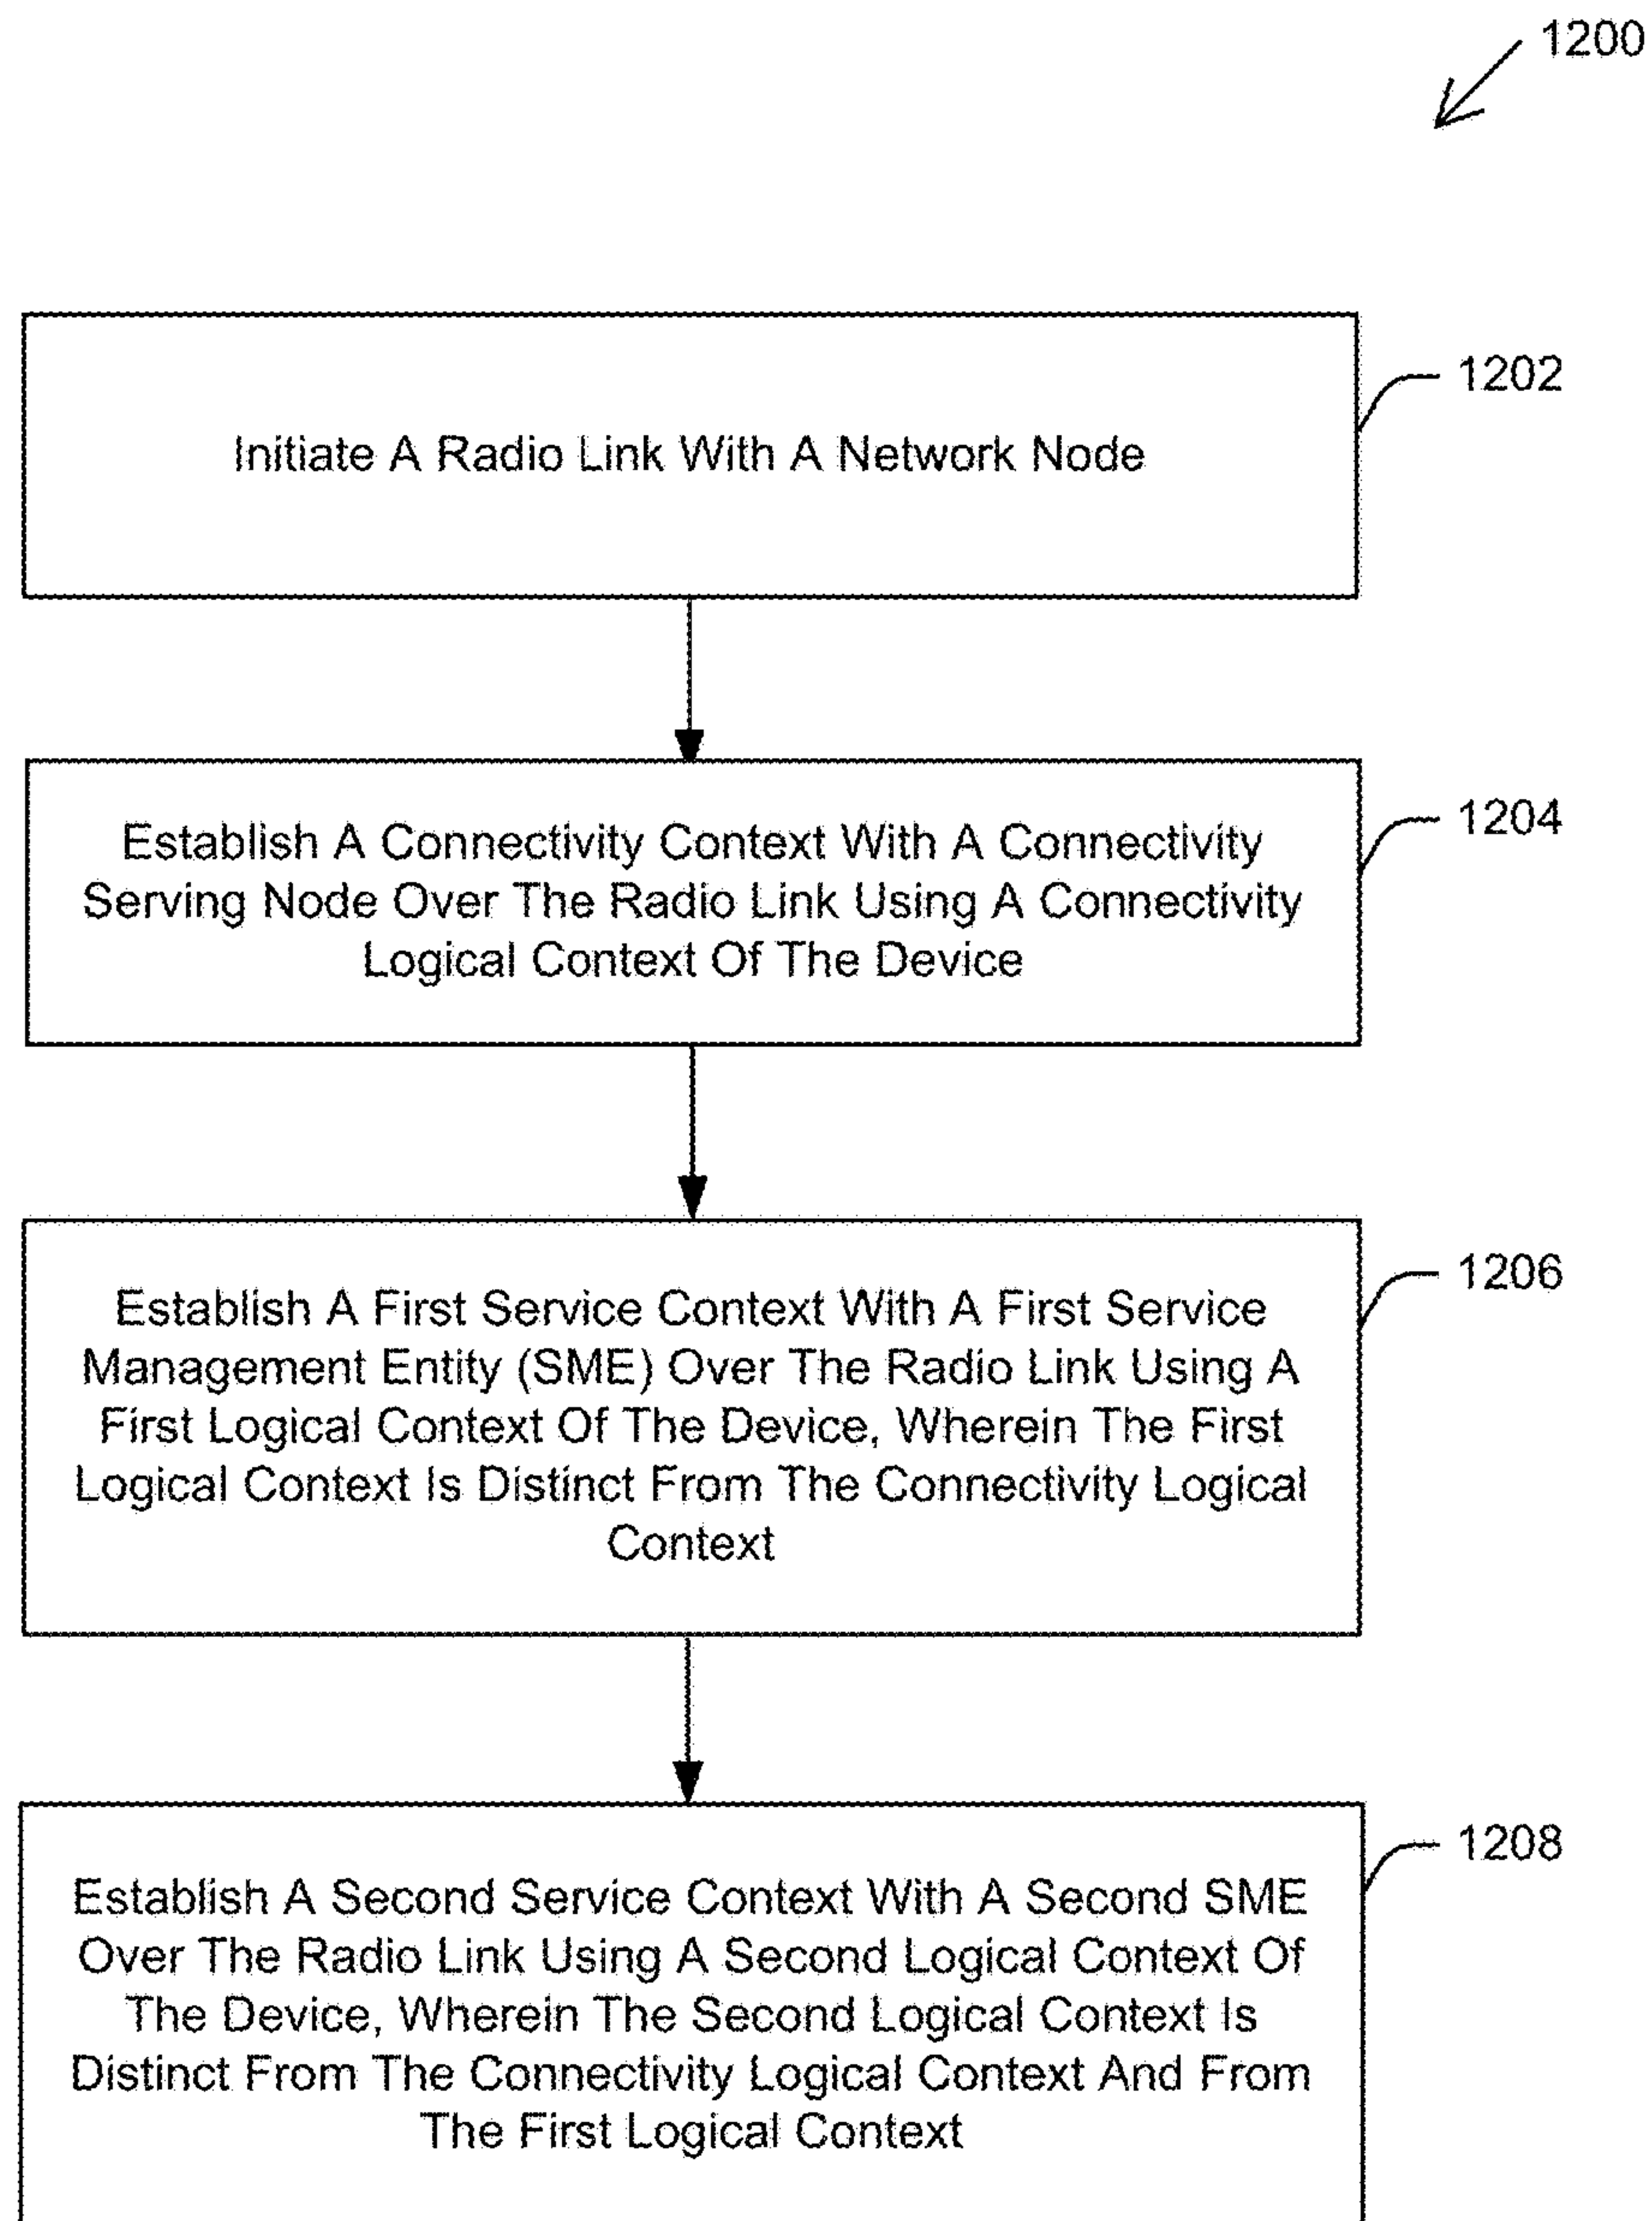 1200
1202
Initiate A Radio Link With A Network Node
1204
Establish A Connectivity Context With A Connectivity
Serving Node Over The Radio Link Using A Connectivity
Logical Context Of The Device
1206
Establish A First Service Context With A First Service
Management Entity (SME) Over The Radio Link Using A
First Logical Context Of The Device, Wherein The First
Logical Context Is Distinct From The Connectivity Logical
Context
1208
Establish A Second Service Context With A Second SME
Over The Radio Link Using A Second Logical Context Of
The Device, Wherein The Second Logical Context Is
Distinct From The Connectivity Logical Context And From
The First Logical Context